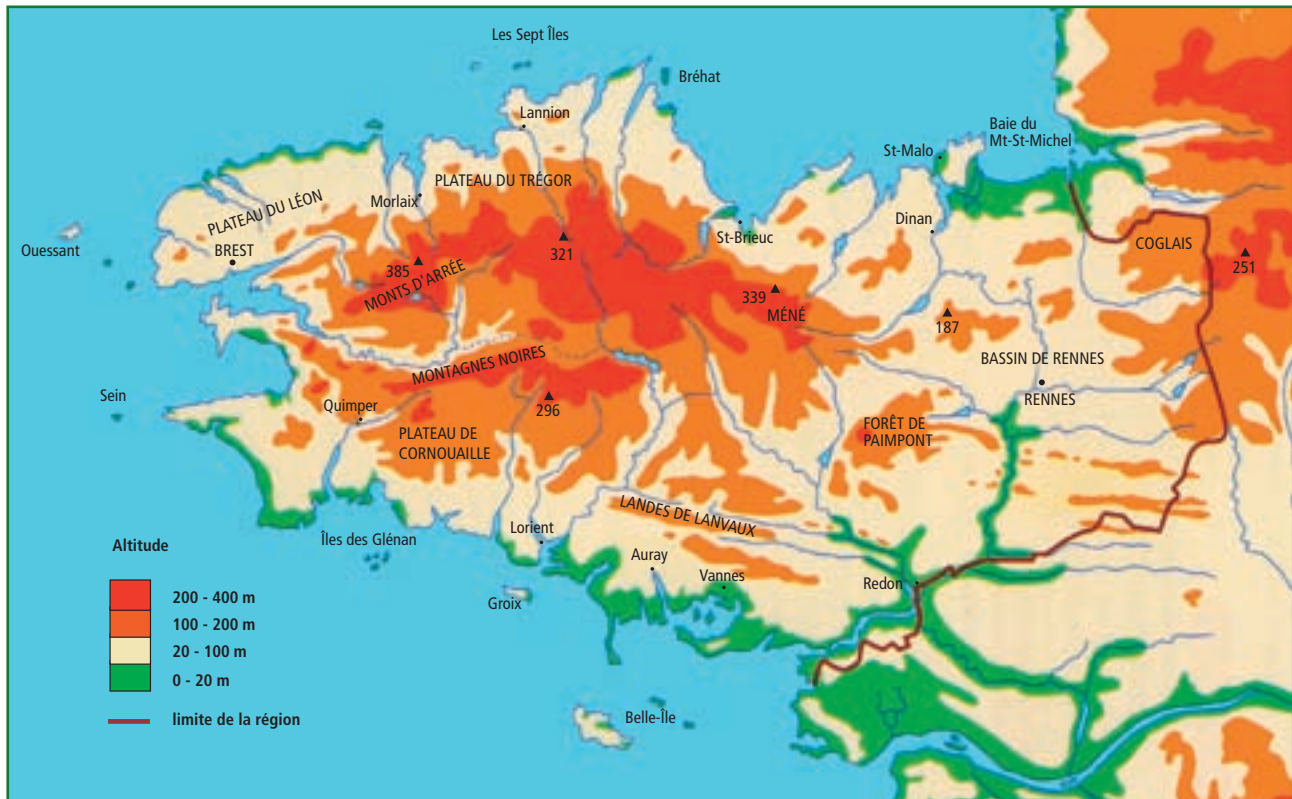 Les Sept Îles
Bréhat
Lannion
Baie du
Mt-St-Michel
St-Malo
PLATEAU DU TRÉGOR
Morlaix
PLATEAU DU LÉON
Ouessant
BREST
St-Brieuc
Dinan
COGLAIS
321
385
MONTS D'ARRÉE
251
339
MÉNÉ
187
MONTAGNES NOIRES
BASSIN DE RENNES
RENNES
Sein
Quimper
296
PLATEAU DE
CORNOUAILLE
FORÊT DE
PAIMPONT
LANDES DE LANVAUX
Îles des Glénan
Lorient
Auray
Vannes
Redon
Groix
Belle-Île
Altitude
200 - 400 m
100 - 200 m
20 - 100 m
0 - 20 m
limite de la région